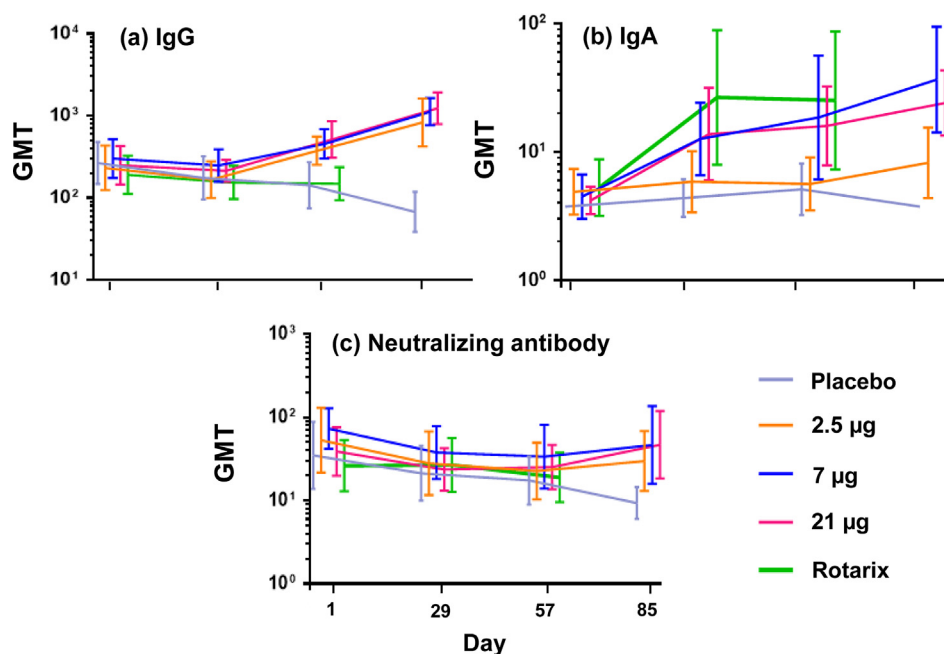 (a) IgG
GMT
10⁴
10³
10²
10¹
(b) IgA
GMT
10²
10¹
10⁰
(c) Neutralizing antibody
GMT
10³
10²
10¹
10⁰
1 29 57 85
Day
Placebo
2.5 µg
7 µg
21 µg
Rotarix